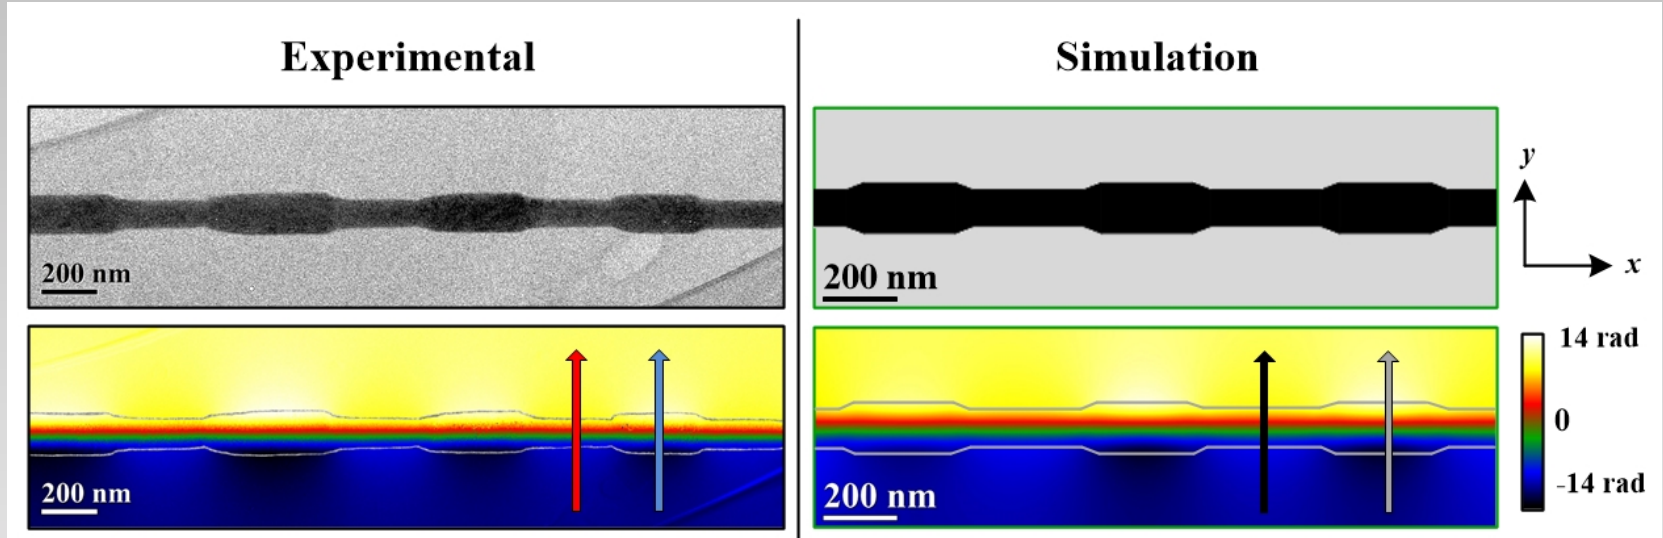 Experimental
Simulation
200 nm
200 nm
y
x
200 nm
200 nm
14 rad
0
-14 rad